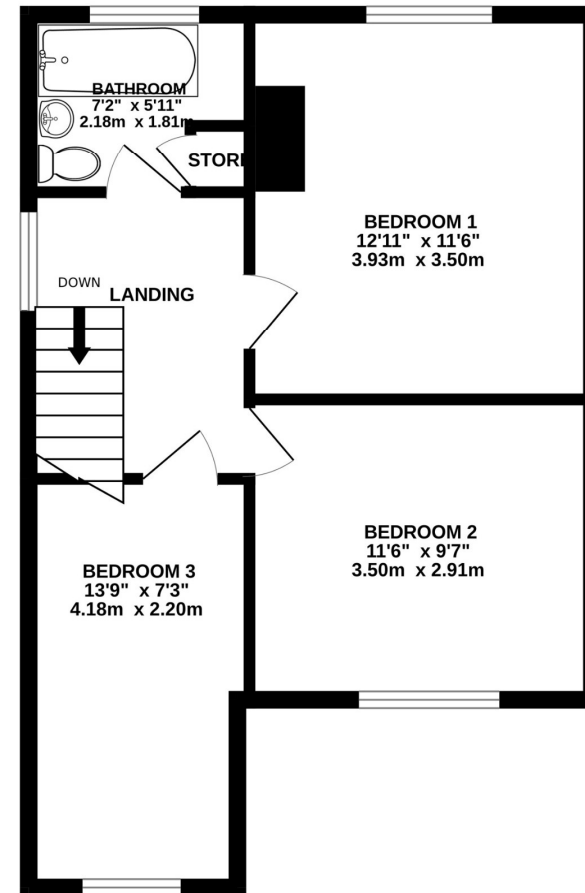 BATHROOM
7'2" x 5'11"
2.18m x 1.81m
STORE
BEDROOM 1
12'11" x 11'6"
3.93m x 3.50m
DOWN
LANDING
BEDROOM 2
11'6" x 9'7"
3.50m x 2.91m
BEDROOM 3
13'9" x 7'3"
4.18m x 2.20m